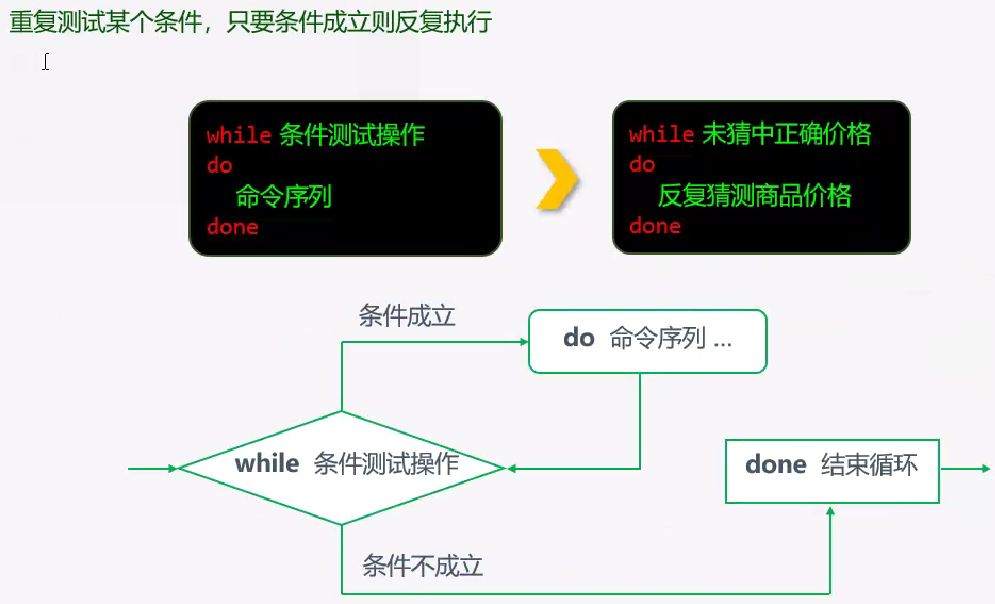 重复测试某个条件，只要条件成立则反复执行
while 条件测试操作
do
命令序列
done
while 未猜中正确价格
do
反复猜测商品价格
done
条件成立
do 命令序列 ...
while 条件测试操作
done 结束循环
条件不成立